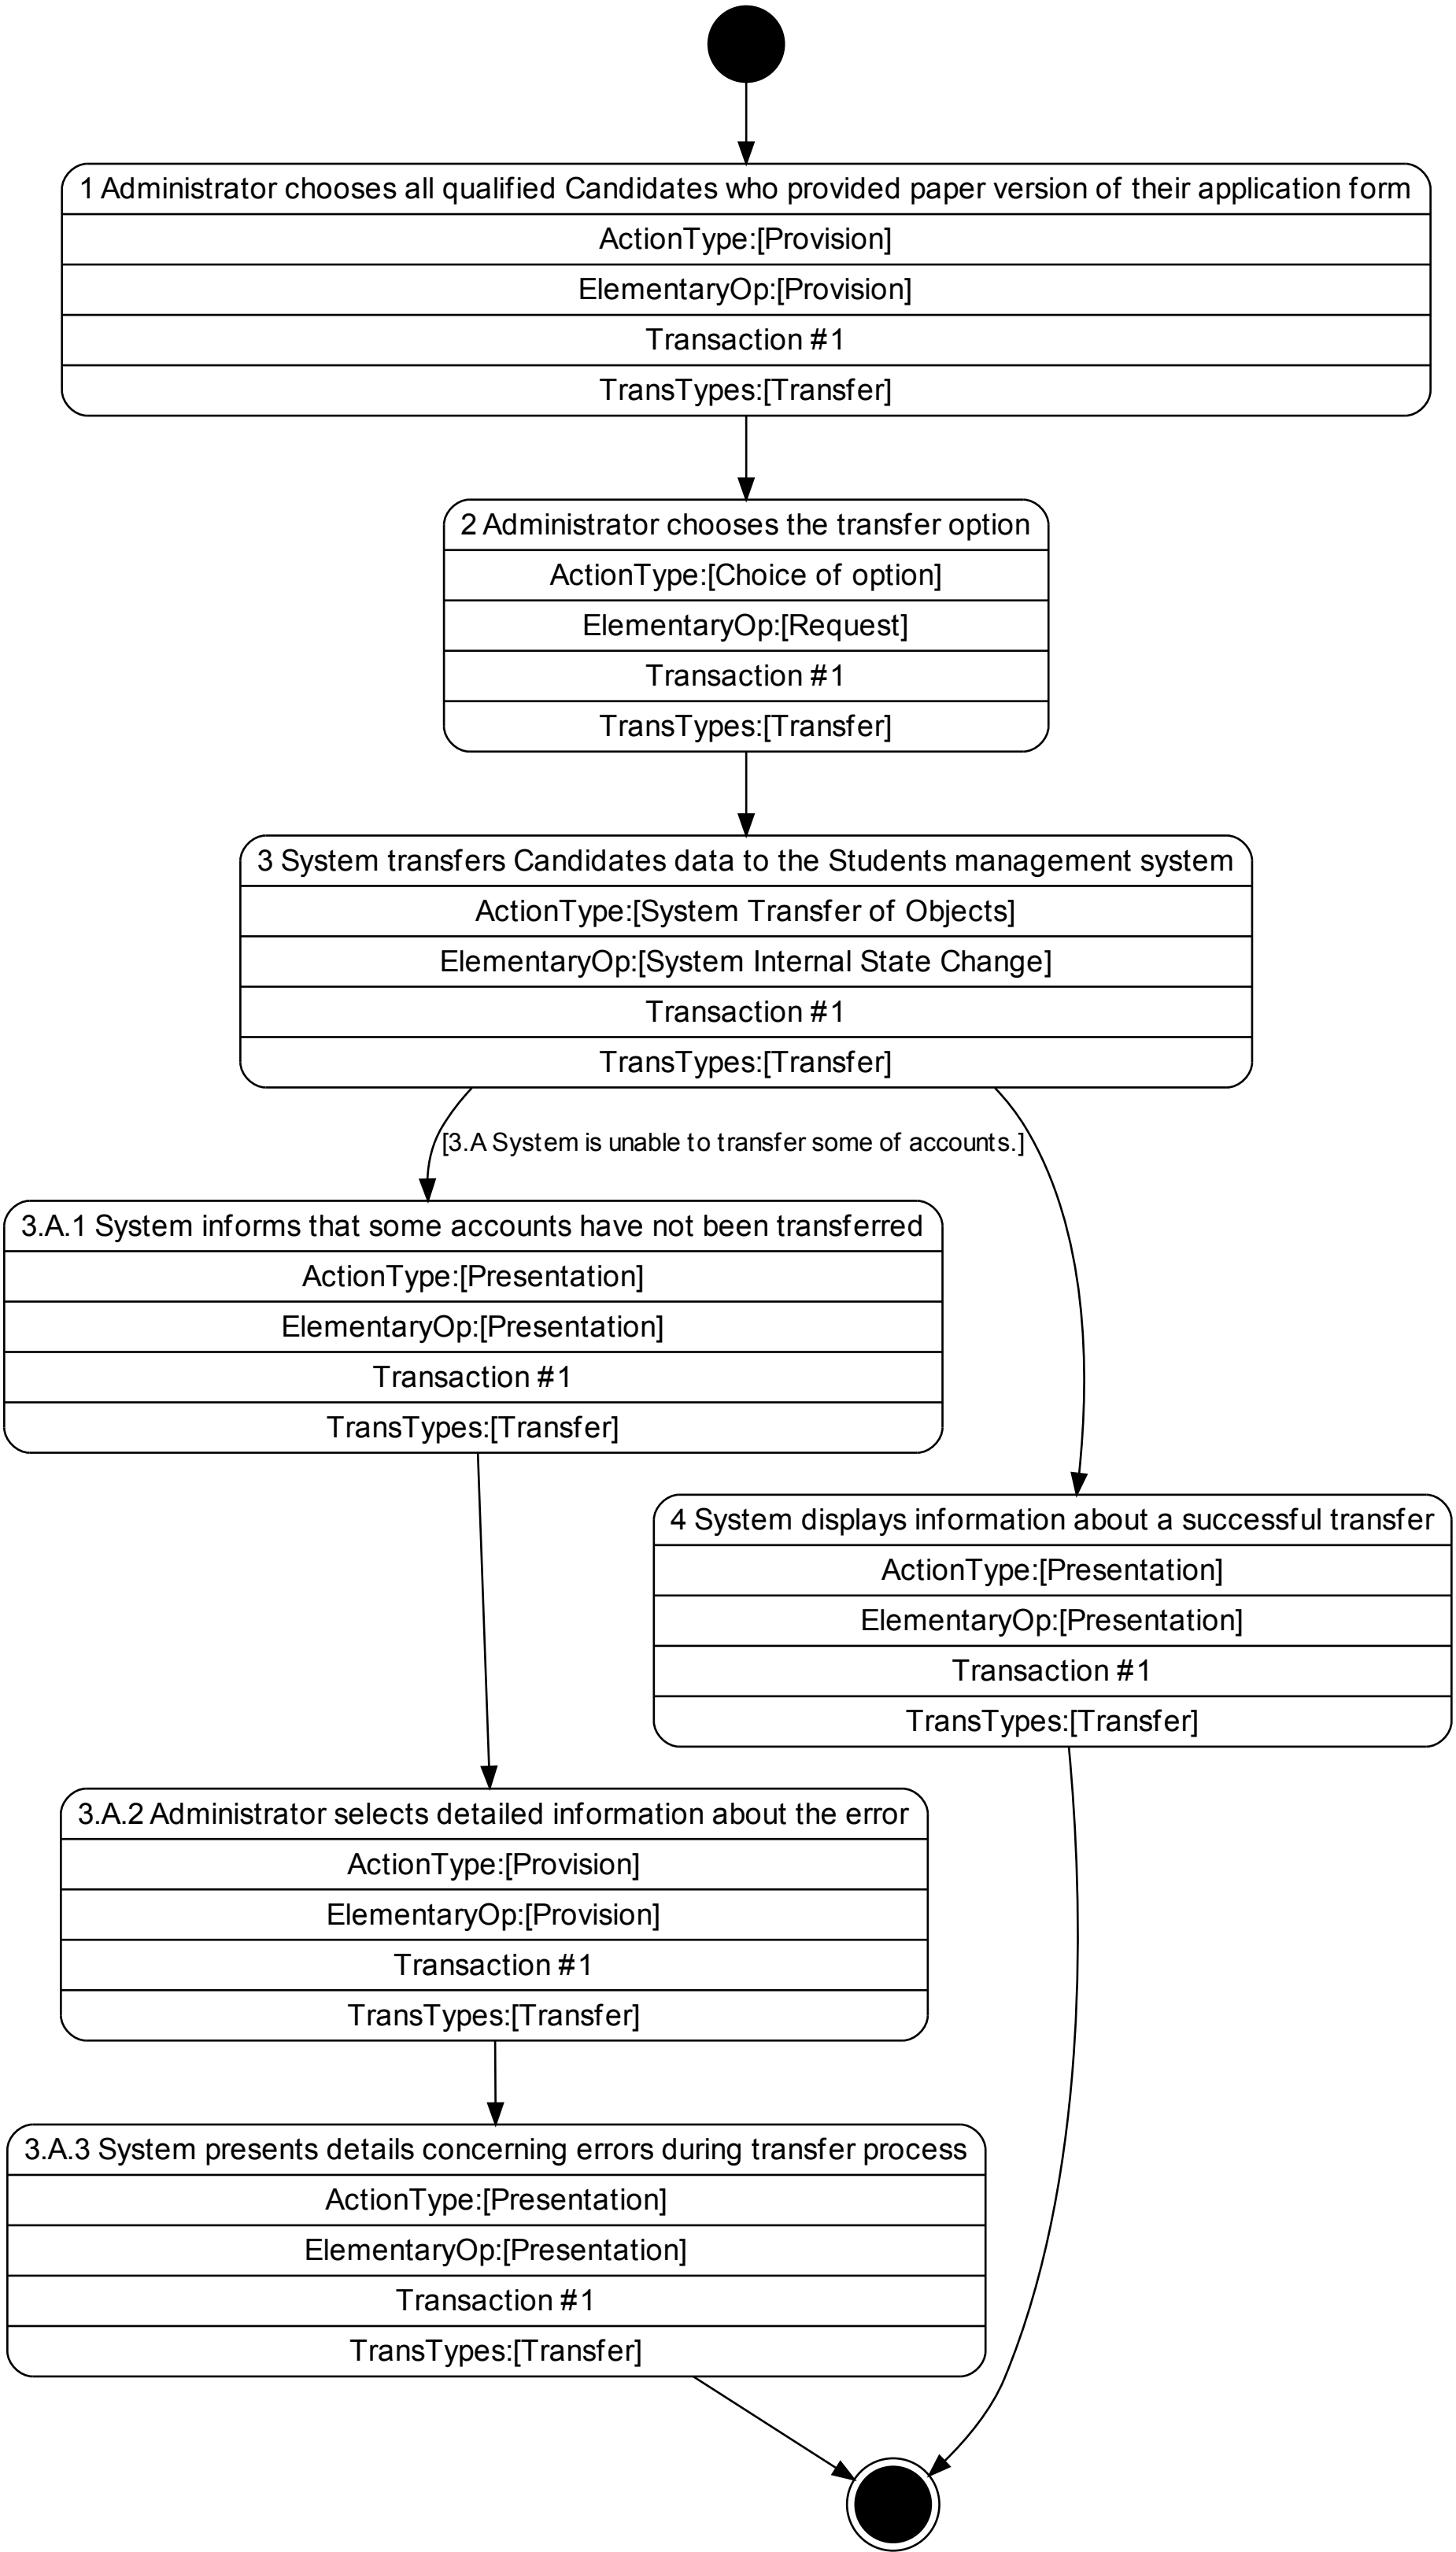 1 Administrator chooses all qualified Candidates who provided paper version of their application form
ActionType:[Provision]
ElementaryOp:[Provision]
Transaction #1
TransTypes:[Transfer]
2 Administrator chooses the transfer option
ActionType:[Choice of option]
ElementaryOp:[Request]
Transaction #1
TransTypes:[Transfer]
3 System transfers Candidates data to the Students management system
ActionType:[System Transfer of Objects]
ElementaryOp:[System Internal State Change]
Transaction #1
TransTypes:[Transfer]
[3.A System is unable to transfer some of accounts.]
3.A.1 System informs that some accounts have not been transferred
ActionType:[Presentation]
ElementaryOp:[Presentation]
Transaction #1
TransTypes:[Transfer]
4 System displays information about a successful transfer
ActionType:[Presentation]
ElementaryOp:[Presentation]
Transaction #1
TransTypes:[Transfer]
3.A.2 Administrator selects detailed information about the error
ActionType:[Provision]
ElementaryOp:[Provision]
Transaction #1
TransTypes:[Transfer]
3.A.3 System presents details concerning errors during transfer process
ActionType:[Presentation]
ElementaryOp:[Presentation]
Transaction #1
TransTypes:[Transfer]